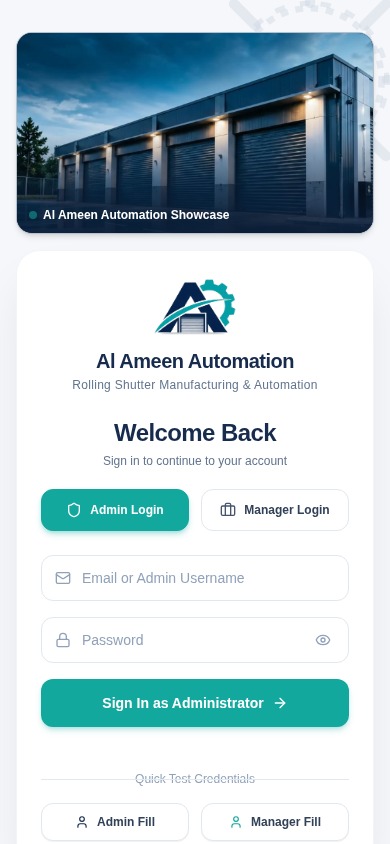 Al Ameen Automation Showcase
Al Ameen Automation
Rolling Shutter Manufacturing & Automation
Welcome Back
Sign in to continue to your account
Admin Login
Manager Login
Email or Admin Username
Password
Sign In as Administrator
Quick Test Credentials
Admin Fill
Manager Fill